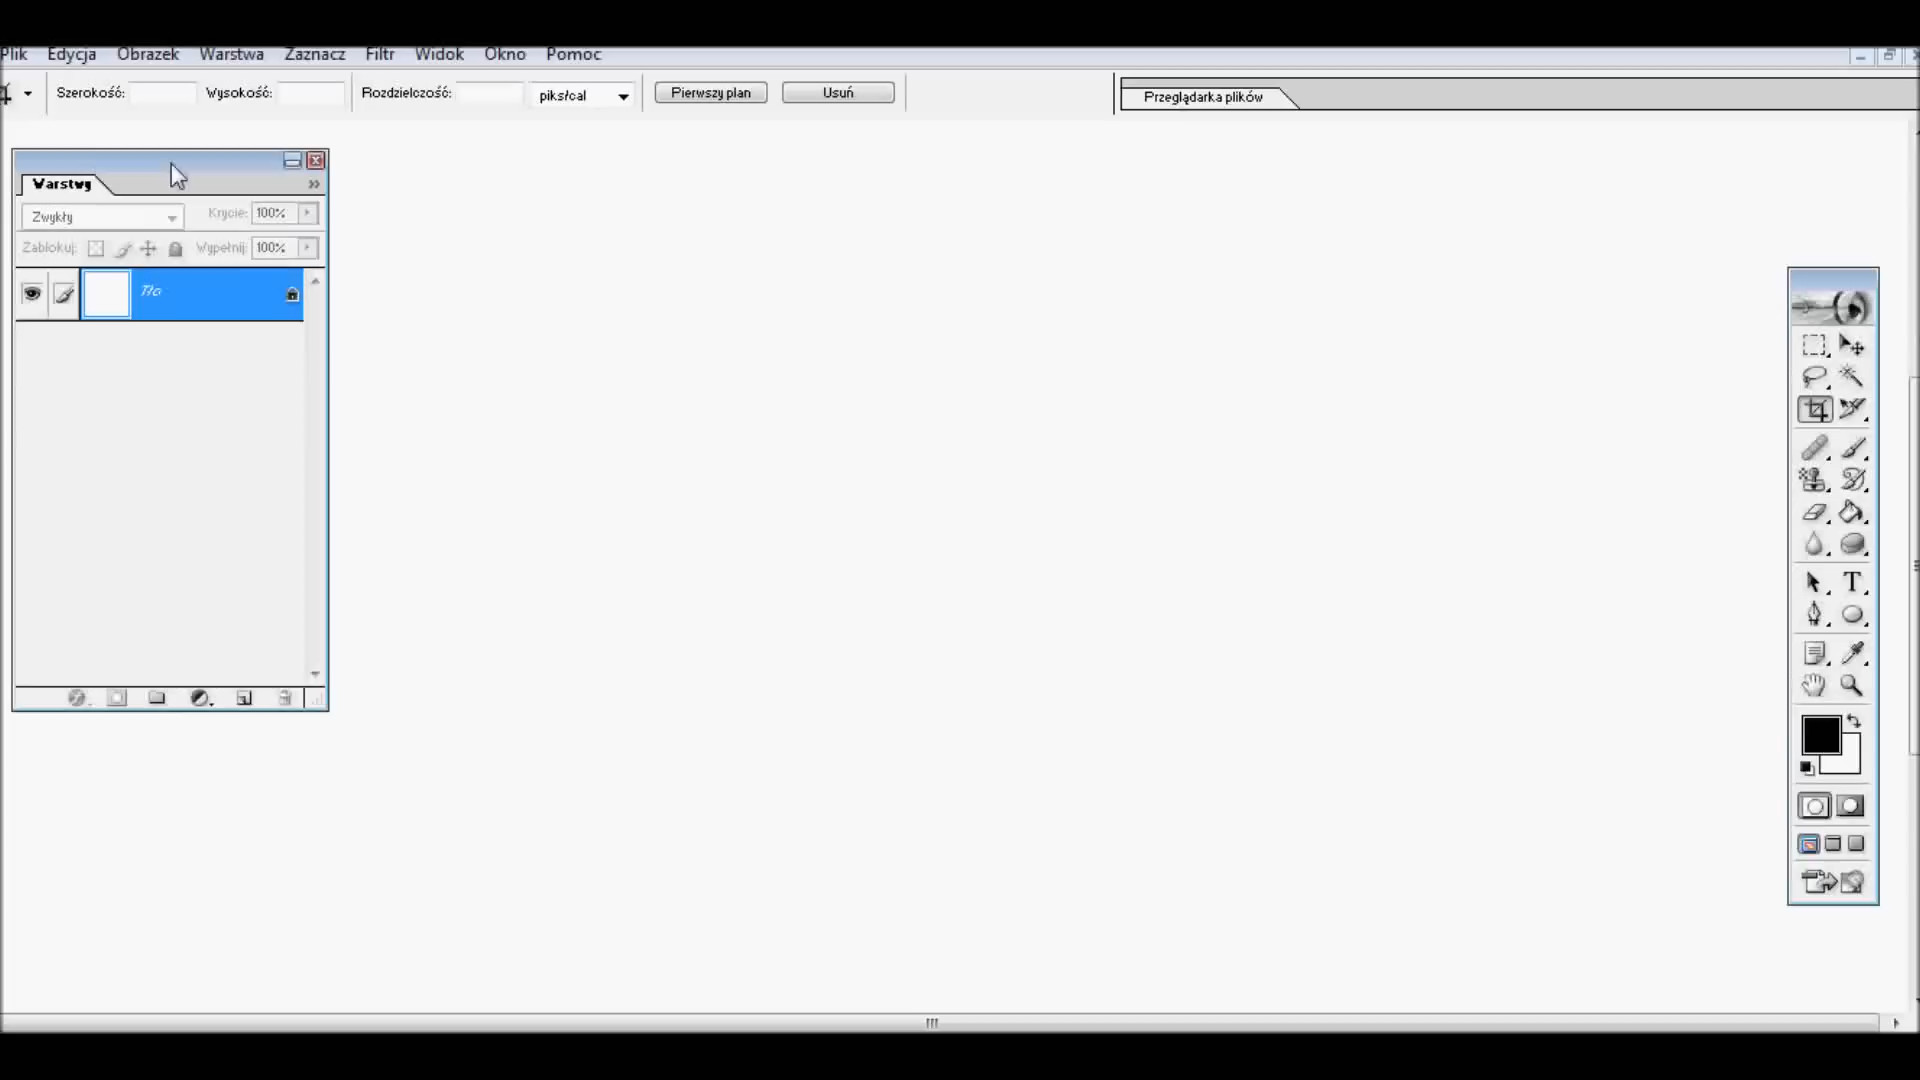 Plik Edycja Obrazek Warstwa Zaznacz Filtr Widok Okno Pomoc
Szerokość: Wysokość: Rozdzielczość: piks/cal Pierwszy plan Usuń Przeglądarka plików
Warstwy
Zwykły Krycie: 100%
Zablokuj: Wypełnij: 100%
Tło
T